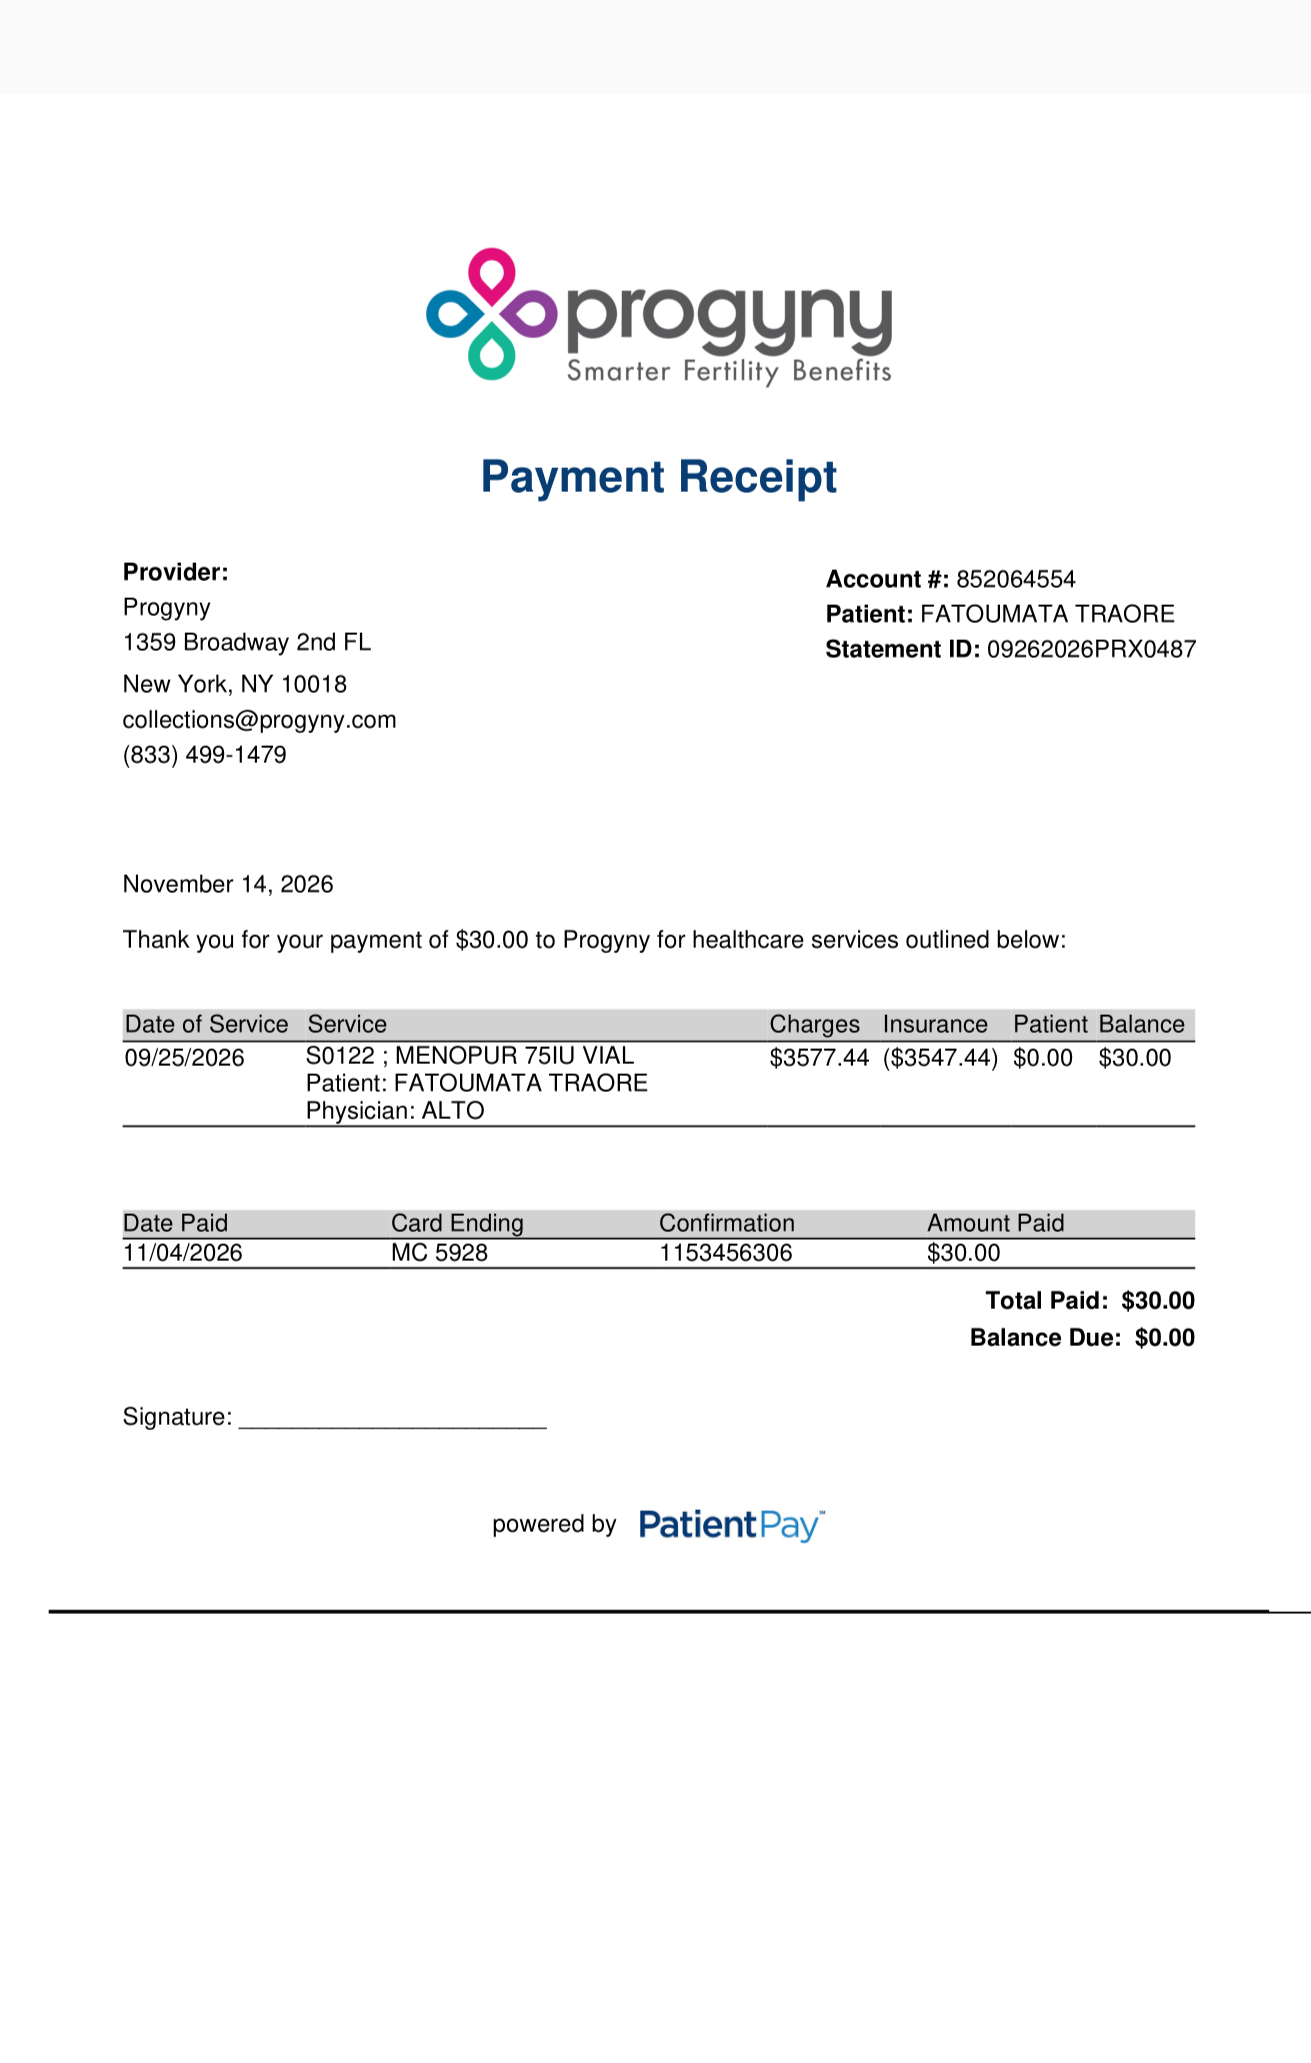 progyny
Smarter Fertility Benefits
Payment Receipt
Provider:
Progyny
1359 Broadway 2nd FL
New York, NY 10018
collections@progyny.com
(833) 499-1479
Account #: 852064554
Patient: FATOUMATA TRAORE
Statement ID: 09262026PRX0487
November 14, 2026
Thank you for your payment of $30.00 to Progyny for healthcare services outlined below:
Date of Service Service Charges Insurance Patient Balance
09/25/2026 S0122 ; MENOPUR 75IU VIAL $3577.44 ($3547.44) $0.00 $30.00
Patient: FATOUMATA TRAORE
Physician: ALTO
Date Paid Card Ending Confirmation Amount Paid
11/04/2026 MC 5928 1153456306 $30.00
Total Paid: $30.00
Balance Due: $0.00
Signature: ______________________
powered by PatientPay™